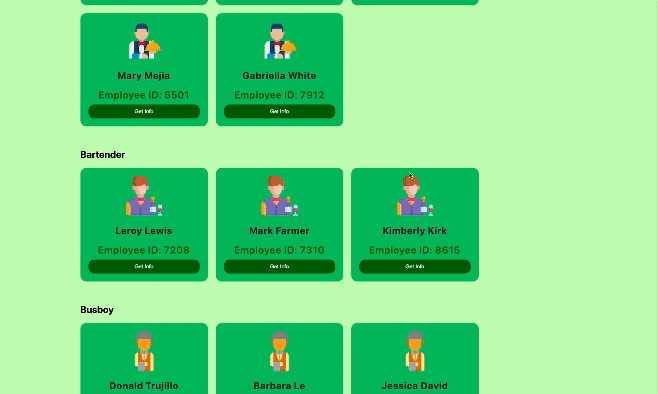 Mary Mejia
Employee ID: 5501
Get Info
Gabriella White
Employee ID: 7912
Get Info
Bartender
Leroy Lewis
Employee ID: 7208
Get Info
Mark Farmer
Employee ID: 7310
Get Info
Kimberly Kirk
Employee ID: 8615
Get Info
Busboy
Donald Trujillo
Barbara Le
Jessica David